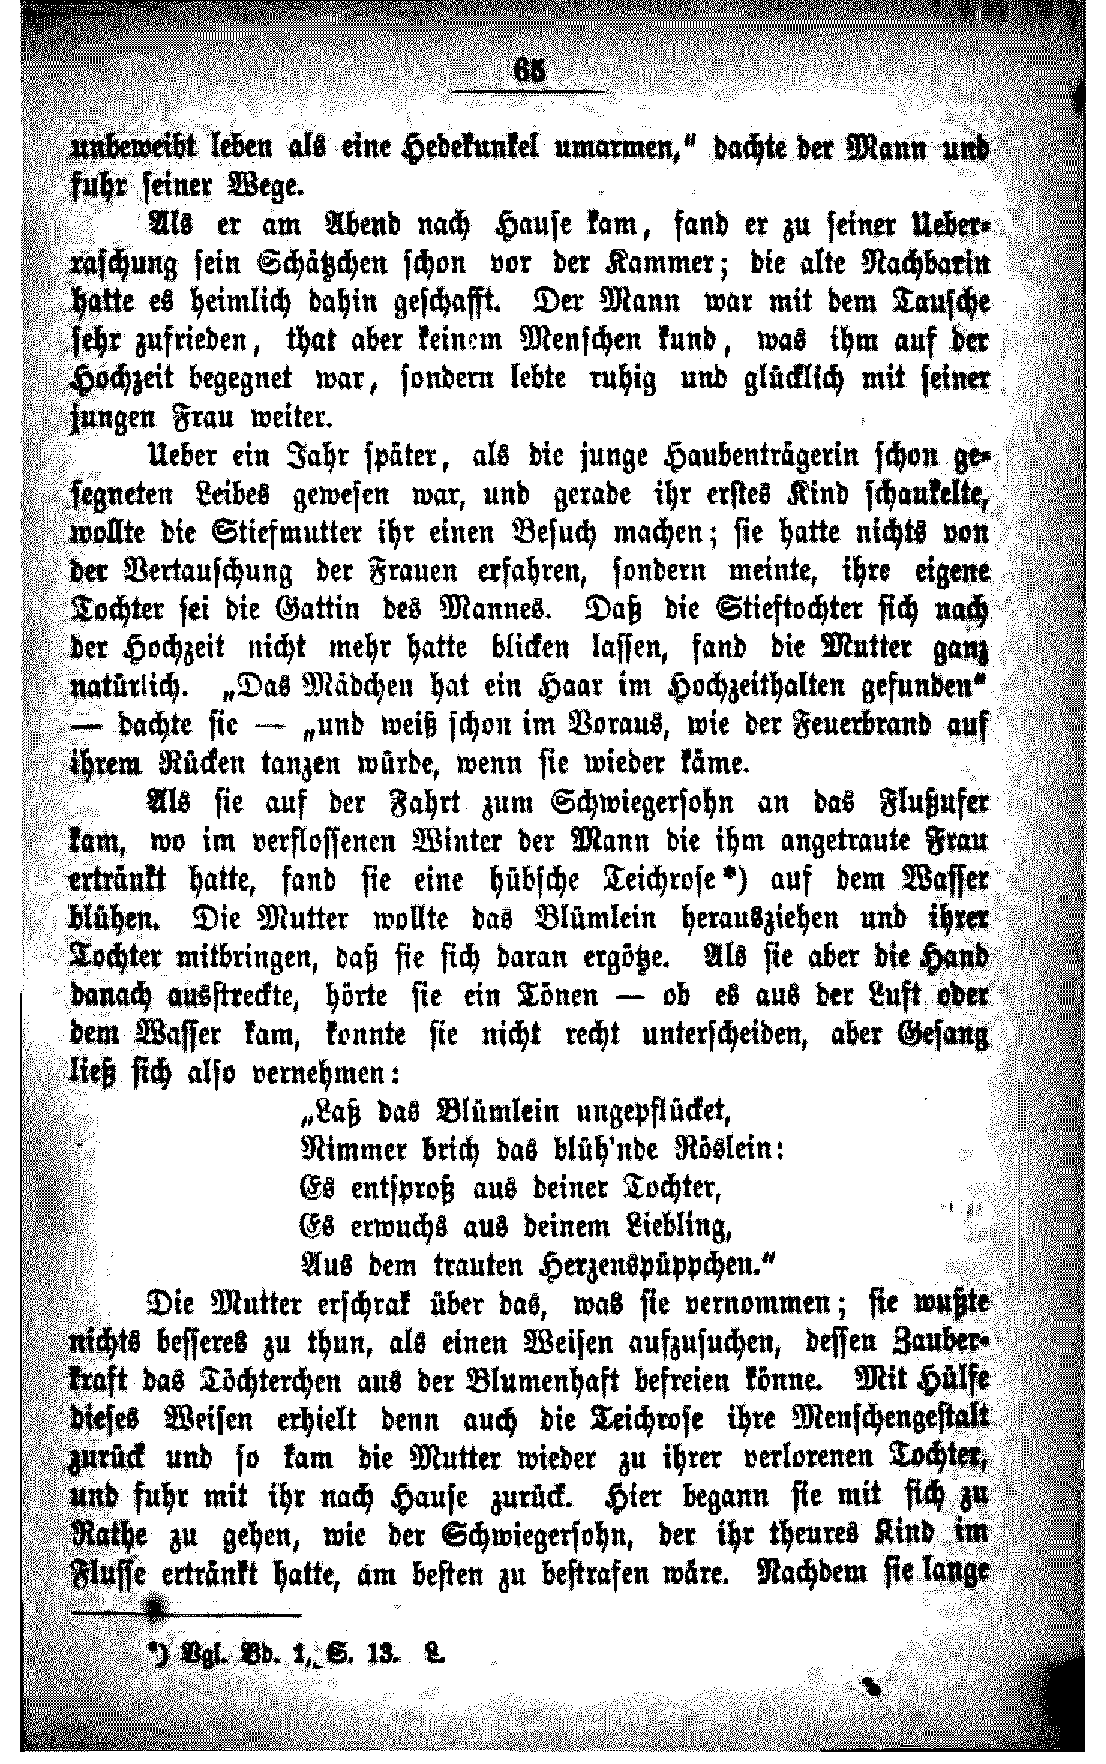 65
unbeweibt leben als eine Hedekunkel umarmen,“ dachte der Mann und
fuhr seiner Wege.
Als er am Abend nach Hause kam, fand er zu seiner Ueber-
raschung sein Schätzchen schon vor der Kammer; die alte Nachbarin
hatte es heimlich dahin geschafft. Der Mann war mit dem Tausche
sehr zufrieden, that aber keinem Menschen kund, was ihm auf der
Hochzeit begegnet war, sondern lebte ruhig und glücklich mit seiner
jungen Frau weiter.
Ueber ein Jahr später, als die junge Haubenträgerin schon ge-
segneten Leibes gewesen war, und gerade ihr erstes Kind schaukelte,
wollte die Stiefmutter ihr einen Besuch machen; sie hatte nichts von
der Vertauschung der Frauen erfahren, sondern meinte, ihre eigene
Tochter sei die Gattin des Mannes. Daß die Stieftochter sich nach
der Hochzeit nicht mehr hatte blicken lassen, fand die Mutter ganz
natürlich. „Das Mädchen hat ein Haar im Hochzeithalten gefunden“
— dachte sie — „und weiß schon im Voraus, wie der Feuerbrand auf
ihrem Rücken tanzen würde, wenn sie wieder käme.
Als sie auf der Fahrt zum Schwiegersohn an das Flußufer
kam, wo im verflossenen Winter der Mann die ihm angetraute Frau
ertränkt hatte, fand sie eine hübsche Teichrose*) auf dem Wasser
blühen. Die Mutter wollte das Blümlein herausziehen und ihrer
Tochter mitbringen, daß sie sich daran ergötze. Als sie aber die Hand
danach ausstreckte, hörte sie ein Tönen — ob es aus der Luft oder
dem Wasser kam, konnte sie nicht recht unterscheiden, aber Gesang
ließ sich also vernehmen:
„Laß das Blümlein ungepflücket,
Nimmer brich das blüh'nde Röslein:
Es entsproß aus deiner Tochter,
Es erwuchs aus deinem Liebling,
Aus dem trauten Herzenspüppchen.“
Die Mutter erschrak über das, was sie vernommen; sie wußte
nichts besseres zu thun, als einen Weisen aufzusuchen, dessen Zauber-
kraft das Töchterchen aus der Blumenhaft befreien könne. Mit Hülfe
dieses Weisen erhielt denn auch die Teichrose ihre Menschengestalt
zurück und so kam die Mutter wieder zu ihrer verlorenen Tochter,
und fuhr mit ihr nach Hause zurück. Hier begann sie mit sich zu
Rathe zu gehen, wie der Schwiegersohn, der ihr theures Kind im
Flusse ertränkt hatte, am besten zu bestrafen wäre. Nachdem sie lange
*) Vgl. Bd. 1, S. 13. L.